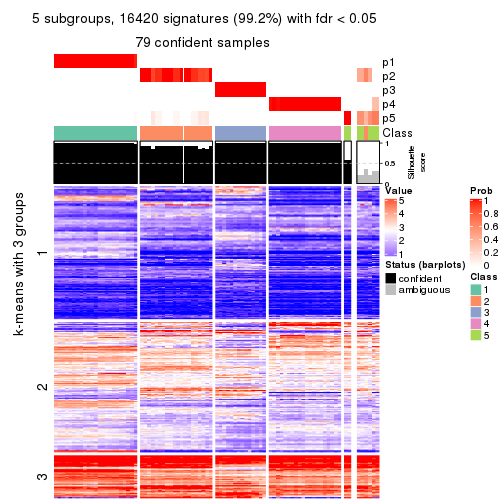 5 subgroups, 16420 signatures (99.2%) with fdr < 0.05
79 confident samples
p1
p2
p3
p4
p5
Class
1
0.5
0
Silhouette
score
k-means with 3 groups
1
2
3
Value
5
4
3
2
1
Status (barplots)
confident
ambiguous
Prob
1
0.8
0.6
0.4
0.2
0
Class
1
2
3
4
5